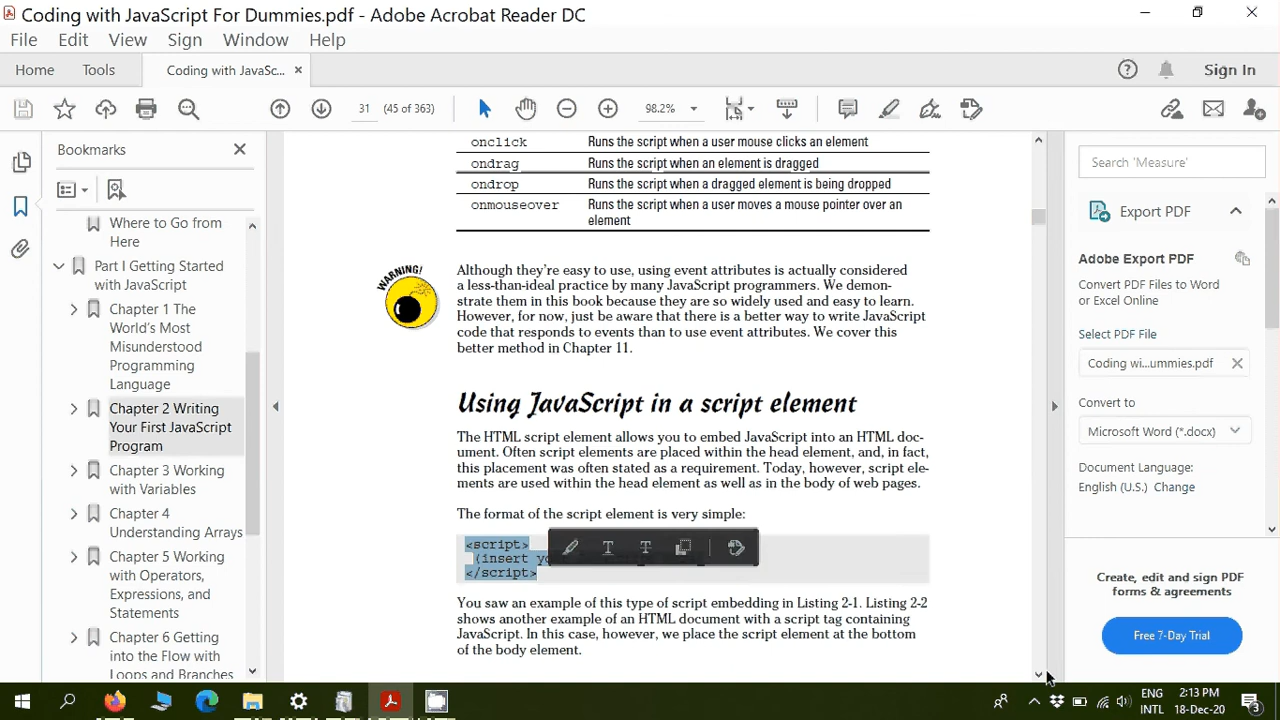 Coding with JavaScript For Dummies.pdf - Adobe Acrobat Reader DC
File Edit View Sign Window Help
Home Tools Coding with JavaSc... Sign In
31 (45 of 363) 98.2%
Bookmarks
Where to Go from
Here
Part I Getting Started
with JavaScript
Chapter 1 The
World's Most
Misunderstood
Programming
Language
Chapter 2 Writing
Your First JavaScript
Program
Chapter 3 Working
with Variables
Chapter 4
Understanding Arrays
Chapter 5 Working
with Operators,
Expressions, and
Statements
Chapter 6 Getting
into the Flow with
Loops and Branches
onclick Runs the script when a user mouse clicks an element
ondrag Runs the script when an element is dragged
ondrop Runs the script when a dragged element is being dropped
onmouseover Runs the script when a user moves a mouse pointer over an
element
WARNING!
Although they're easy to use, using event attributes is actually considered
a less-than-ideal practice by many JavaScript programmers. We demon-
strate them in this book because they are so widely used and easy to learn.
However, for now, just be aware that there is a better way to write JavaScript
code that responds to events than to use event attributes. We cover this
better method in Chapter 11.
Using JavaScript in a script element
The HTML script element allows you to embed JavaScript into an HTML doc-
ument. Often script elements are placed within the head element, and, in fact,
this placement was often stated as a requirement. Today, however, script ele-
ments are used within the head element as well as in the body of web pages.
The format of the script element is very simple:
<script>
(insert
</script>
You saw an example of this type of script embedding in Listing 2-1. Listing 2-2
shows another example of an HTML document with a script tag containing
JavaScript. In this case, however, we place the script element at the bottom
of the body element.
Search 'Measure'
Export PDF
Adobe Export PDF
Convert PDF Files to Word
or Excel Online
Select PDF File
Coding wi...ummies.pdf
Convert to
Microsoft Word (*.docx)
Document Language:
English (U.S.) Change
Create, edit and sign PDF
forms & agreements
Free 7-Day Trial
ENG
INTL
2:13 PM
18-Dec-20
3